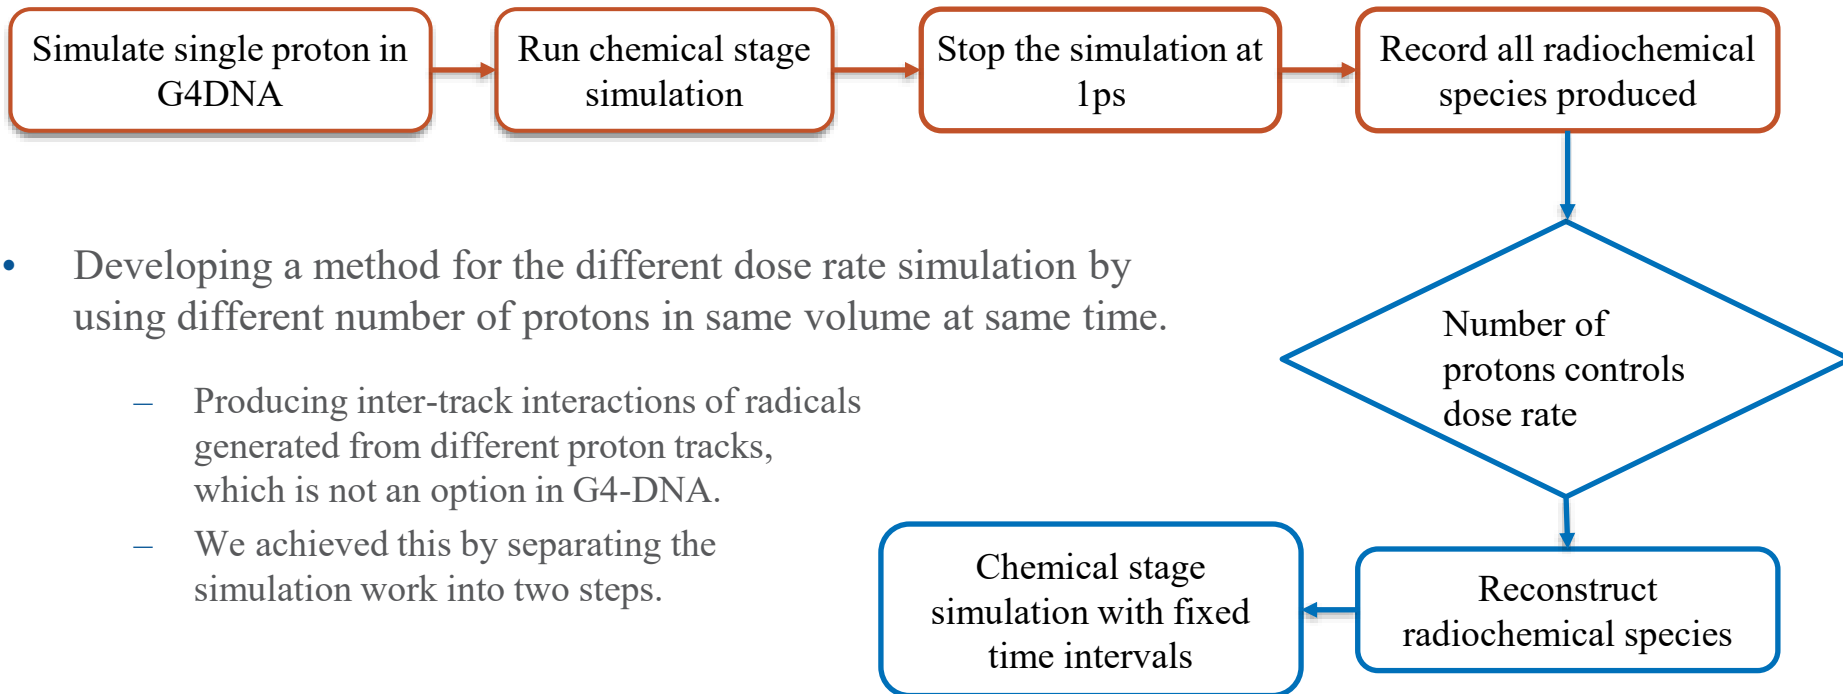 Simulate single proton in
G4DNA
Run chemical stage
simulation
Stop the simulation at
1ps
Record all radiochemical
species produced
• Developing a method for the different dose rate simulation by
using different number of protons in same volume at same time.
– Producing inter-track interactions of radicals
generated from different proton tracks,
which is not an option in G4-DNA.
– We achieved this by separating the
simulation work into two steps.
Number of
protons controls
dose rate
Reconstruct
radiochemical species
Chemical stage
simulation with fixed
time intervals